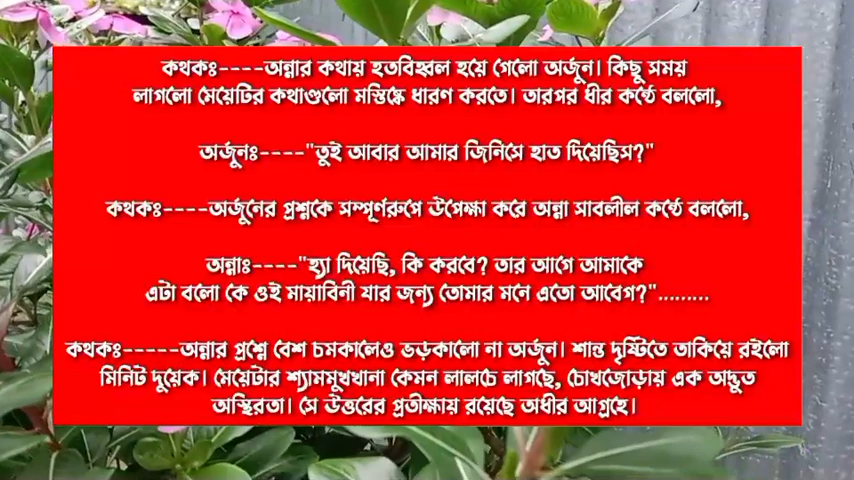 কথকঃ----অন্নার কথায় হতবিহ্বল হয়ে গেলো অর্জুন। কিছু সময়
লাগলো মেয়েটির কথাগুলো মস্তিষ্কে ধারণ করতে। তারপর ধীর কন্ঠে বললো,
অর্জুনঃ----"তুই আবার আমার জিনিসে হাত দিয়েছিস?"
কথকঃ----অর্জুনের প্রশ্নকে সম্পূর্ণরুপে উপেক্ষা করে অন্না সাবলীল কন্ঠে বললো,
অন্নাঃ----"হ্যা দিয়েছি, কি করবে? তার আগে আমাকে
এটা বলো কে ওই মায়াবিনী যার জন্য তোমার মনে এতো আবেগ?".........
কথকঃ-----অন্নার প্রশ্নে বেশ চমকালেও ভড়কালো না অর্জুন। শান্ত দৃষ্টিতে তাকিয়ে রইলো
মিনিট দুয়েক। মেয়েটার শ্যামমুখখানা কেমন লালচে লাগছে, চোখজোড়ায় এক অদ্ভুত
অস্থিরতা। সে উত্তরের প্রতীক্ষায় রয়েছে অধীর আগ্রহে।